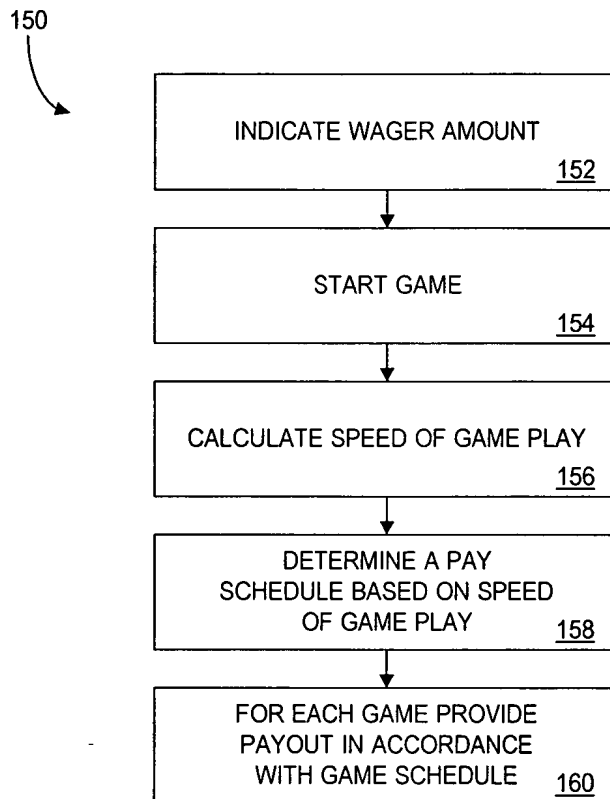 150
INDICATE WAGER AMOUNT
152
START GAME
154
CALCULATE SPEED OF GAME PLAY
156
DETERMINE A PAY
SCHEDULE BASED ON SPEED
OF GAME PLAY
158
FOR EACH GAME PROVIDE
PAYOUT IN ACCORDANCE
WITH GAME SCHEDULE
160